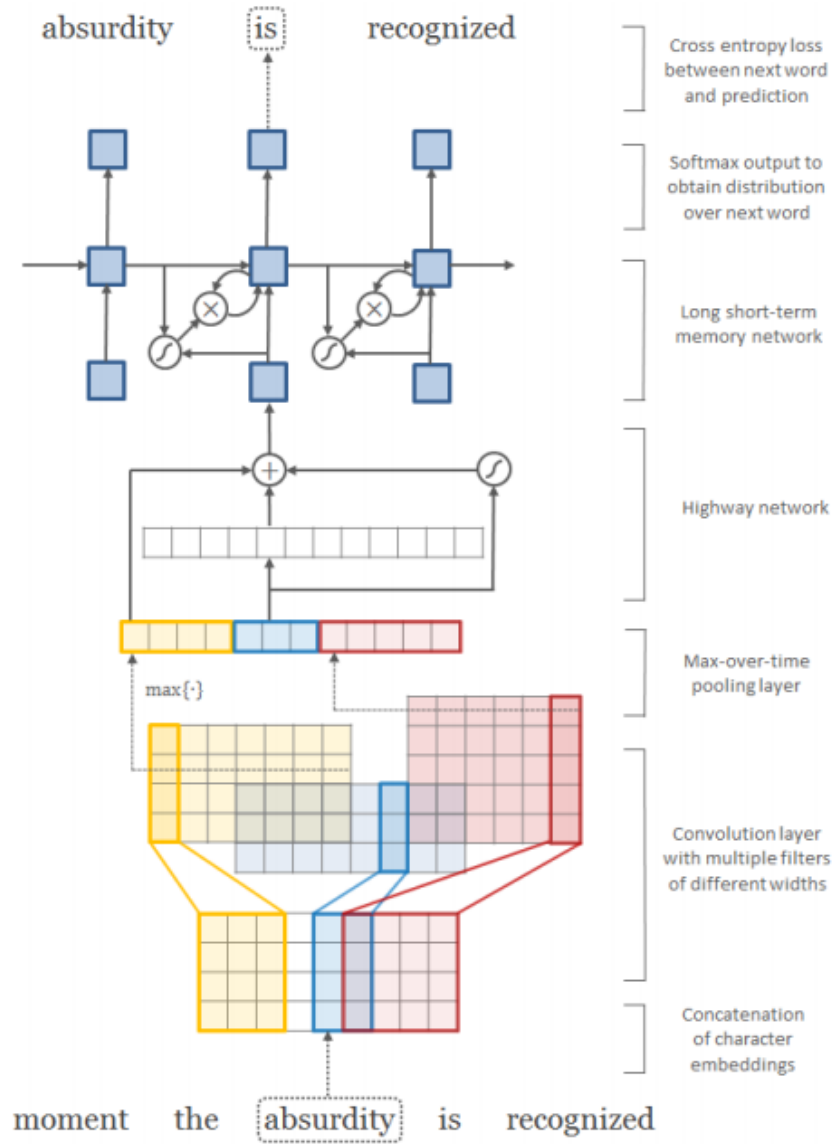 absurdity is recognized
Cross entropy loss
between next word
and prediction
Softmax output to
obtain distribution
over next word
Long short-term
memory network
Highway network
Max-over-time
pooling layer
max{·}
Convolution layer
with multiple filters
of different widths
Concatenation
of character
embeddings
moment the absurdity is recognized